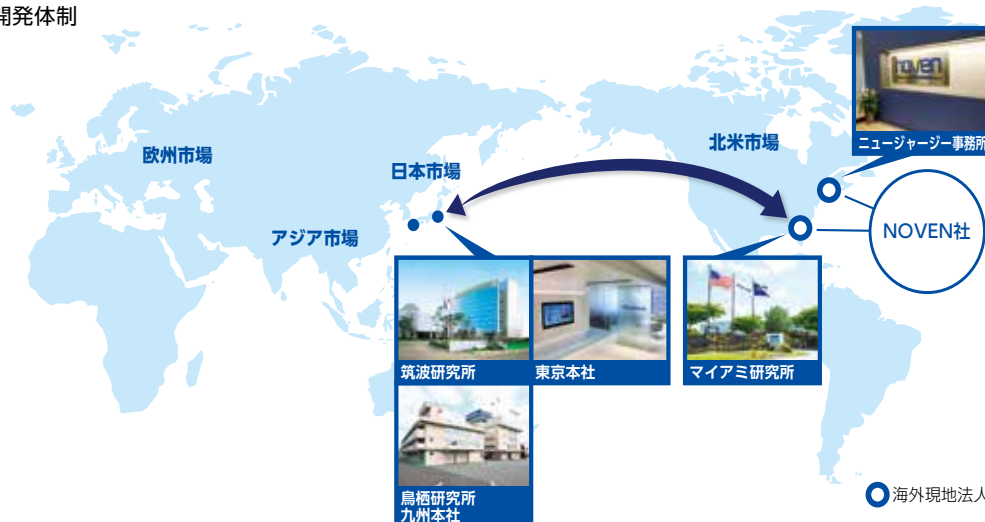 開発体制
欧州市場
日本市場
アジア市場
北米市場
noven
ニュージャージー事務所
NOVEN社
筑波研究所
東京本社
マイアミ研究所
鳥栖研究所
九州本社
海外現地法人